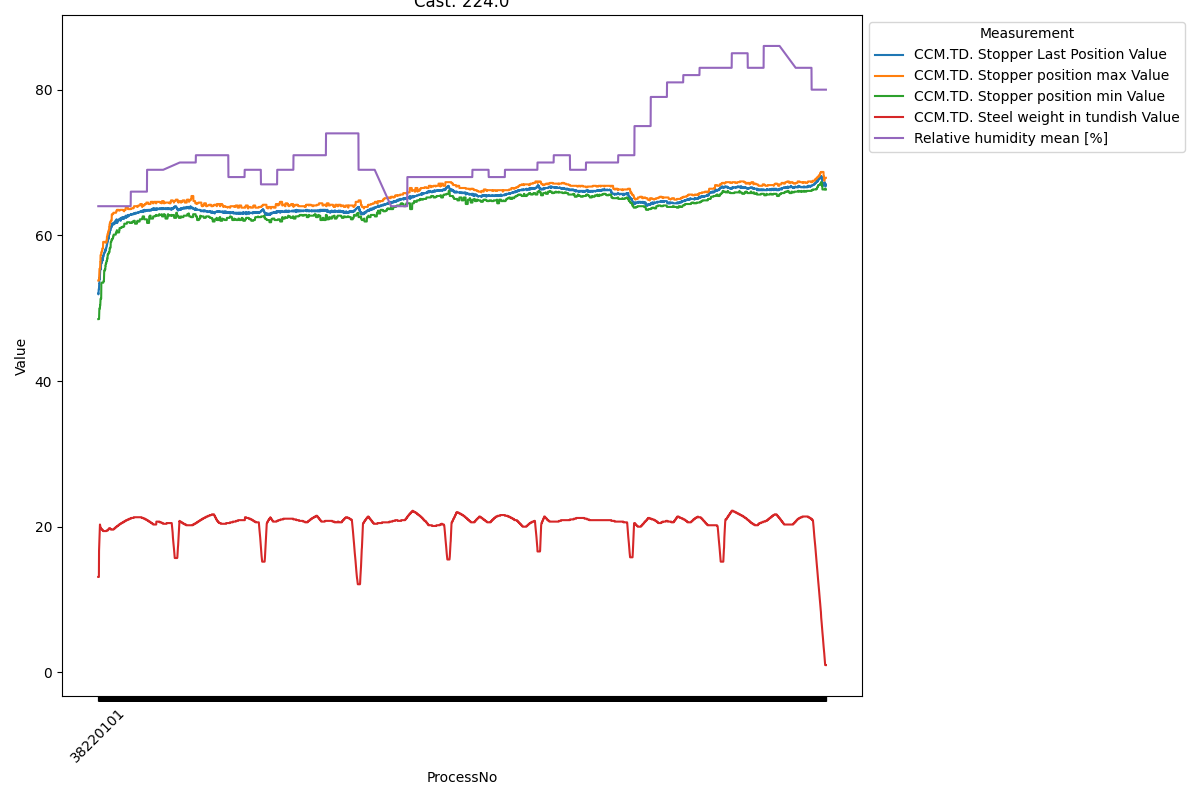 Cast: 224.0
Measurement
CCM.TD. Stopper Last Position Value
CCM.TD. Stopper position max Value
CCM.TD. Stopper position min Value
CCM.TD. Steel weight in tundish Value
Relative humidity mean [%]
Value
80
60
40
20
0
38220101
ProcessNo